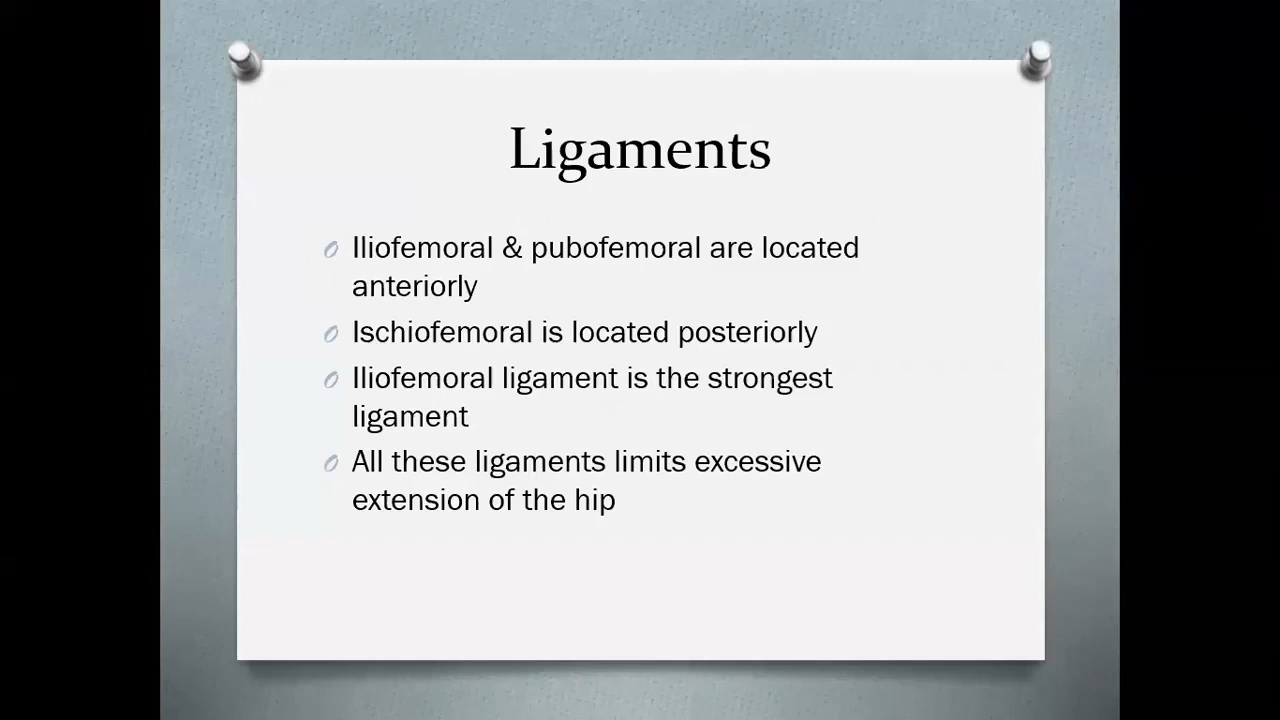 Ligaments
Iliofemoral & pubofemoral are located
anteriorly
Ischiofemoral is located posteriorly
Iliofemoral ligament is the strongest
ligament
All these ligaments limits excessive
extension of the hip